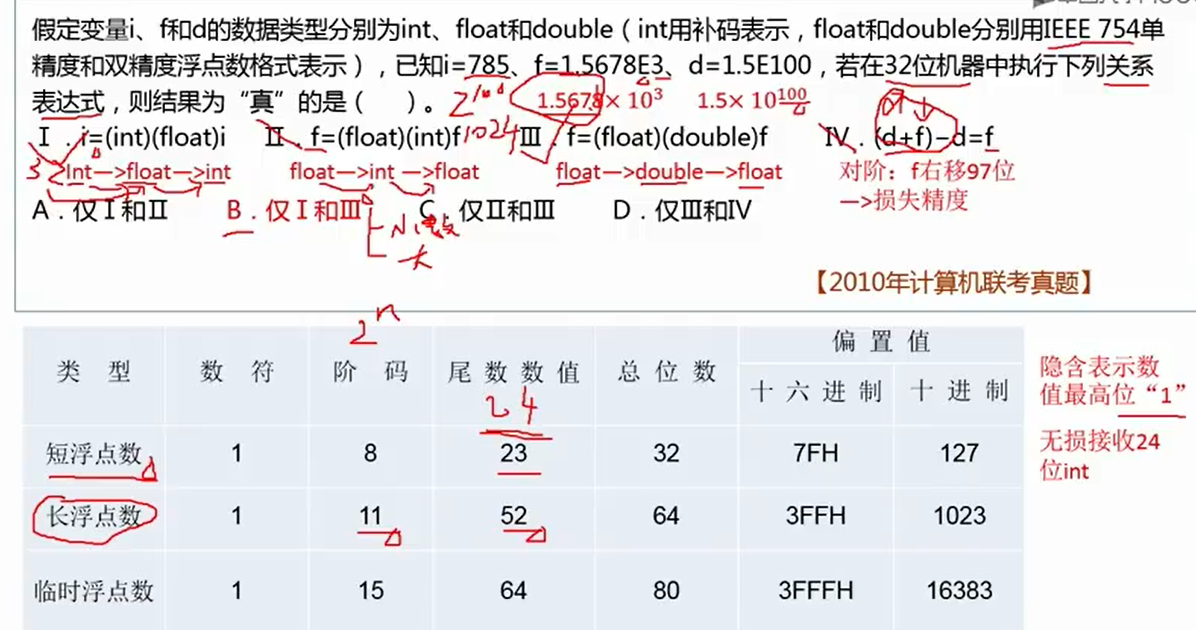 假定变量i、f和d的数据类型分别为int、float和double（int用补码表示，float和double分别用IEEE 754单
精度和双精度浮点数格式表示），已知i=785、f=1.5678E3、d=1.5E100，若在32位机器中执行下列关系
表达式，则结果为“真”的是（ ）。 2^100 1.5678×10³ 1.5×10^100
Ⅰ．i=(int)(float)i Ⅱ．f=(float)(int)f 1024 Ⅲ．f=(float)(double)f Ⅳ．(d+f)−d=f
32 Int—>float—>int float—>int —>float float—>double—>float 对阶：f右移97位
—>损失精度
A．仅Ⅰ和Ⅱ B．仅Ⅰ和Ⅲ C．仅Ⅱ和Ⅲ D．仅Ⅲ和Ⅳ
小数
大
【2010年计算机联考真题】
2^n
类 型 数 符 阶 码 尾 数 数 值 总 位 数 偏 置 值
十 六 进 制 十 进 制
24
短浮点数 1 8 23 32 7FH 127
长浮点数 1 11 52 64 3FFH 1023
临时浮点数 1 15 64 80 3FFFH 16383
隐含表示数
值最高位“1”
无损接收24
位int